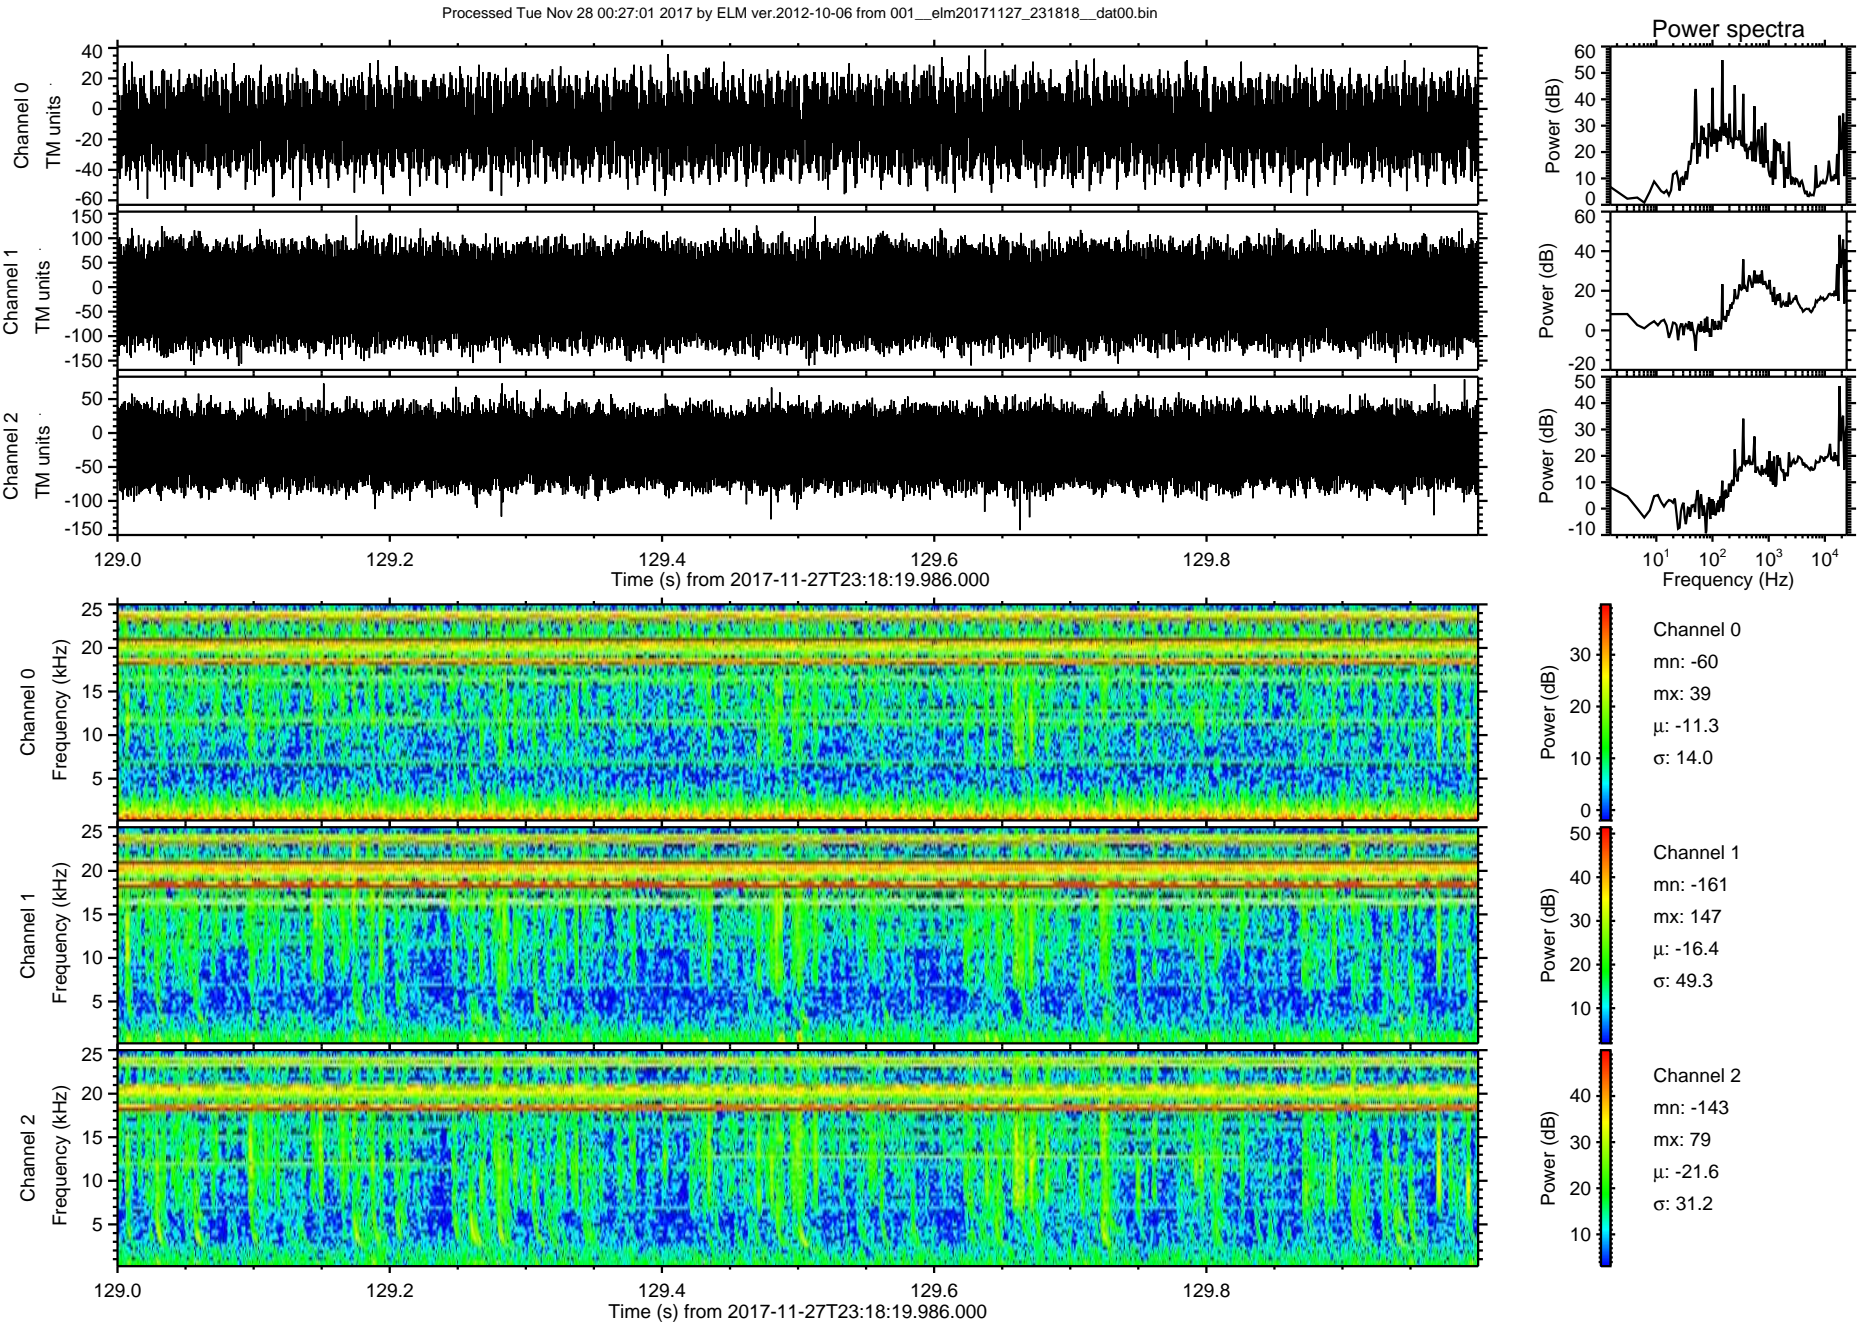 Processed Tue Nov 28 00:27:01 2017 by ELM ver.2012-10-06 from 001__elm20171127_231818__dat00.bin
Power spectra
Channel 0
TM units
40
20
0
-20
-40
-60
Power (dB)
60
50
40
30
20
10
0
Channel 1
TM units
150
100
50
0
-50
-100
-150
Power (dB)
60
40
20
0
-20
Channel 2
TM units
50
0
-50
-100
-150
Power (dB)
50
40
30
20
10
0
-10
129.0 129.2 129.4 129.6 129.8
Time (s) from 2017-11-27T23:18:19.986.000
10^1 10^2 10^3 10^4
Frequency (Hz)
Channel 0
Frequency (kHz)
25
20
15
10
5
Power (dB)
30
20
10
0
Channel 0
mn: -60
mx: 39
μ: -11.3
σ: 14.0
Channel 1
Frequency (kHz)
25
20
15
10
5
Power (dB)
50
40
30
20
10
Channel 1
mn: -161
mx: 147
μ: -16.4
σ: 49.3
Channel 2
Frequency (kHz)
25
20
15
10
5
Power (dB)
40
30
20
10
Channel 2
mn: -143
mx: 79
μ: -21.6
σ: 31.2
129.0 129.2 129.4 129.6 129.8
Time (s) from 2017-11-27T23:18:19.986.000